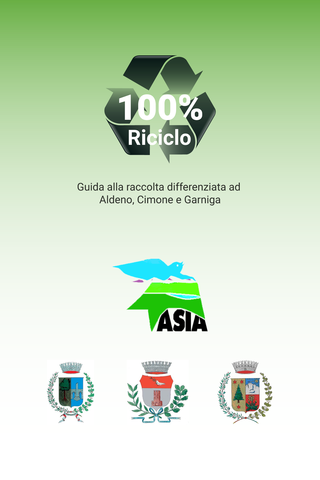 100%
Riciclo
Guida alla raccolta differenziata ad
Aldeno, Cimone e Garniga
ASIA